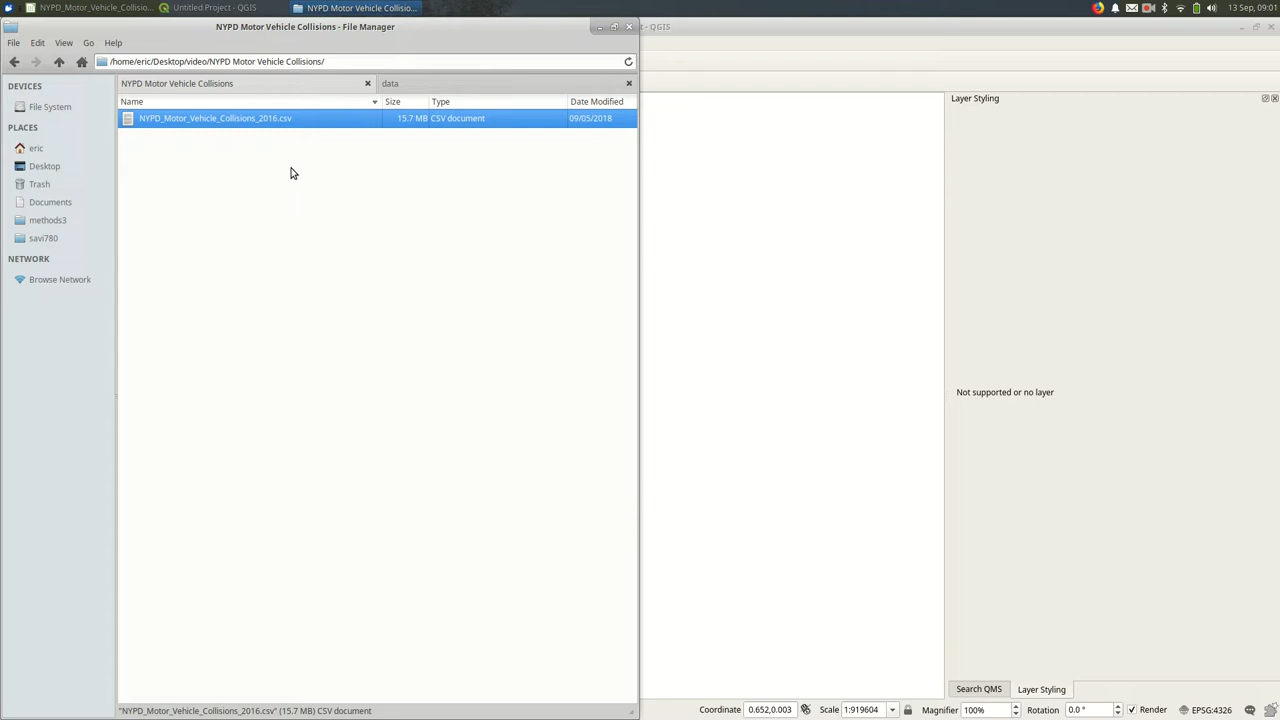 NYPD_Motor_Vehicle_Collisions...
Untitled Project - QGIS
NYPD Motor Vehicle Collisio...
13 Sep, 09:01
NYPD Motor Vehicle Collisions - File Manager
- QGIS
File Edit View Go Help
/home/eric/Desktop/video/NYPD Motor Vehicle Collisions/
DEVICES
File System
PLACES
eric
Desktop
Trash
Documents
methods3
savi780
NETWORK
Browse Network
NYPD Motor Vehicle Collisions
data
Name Size Type Date Modified
NYPD_Motor_Vehicle_Collisions_2016.csv 15.7 MB CSV document 09/05/2018
"NYPD_Motor_Vehicle_Collisions_2016.csv" (15.7 MB) CSV document
Layer Styling
Not supported or no layer
Search QMS
Layer Styling
Coordinate 0.652,0.003 Scale 1:919604 Magnifier 100% Rotation 0.0 ° Render EPSG:4326